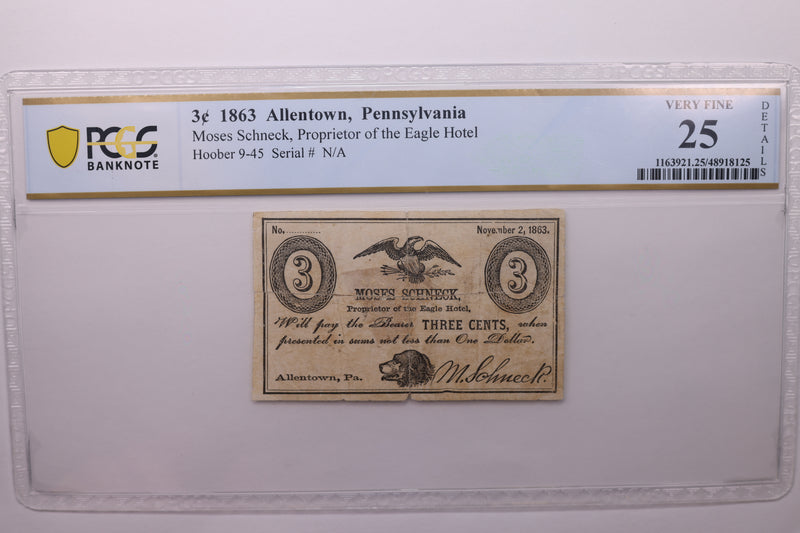 3¢ 1863 Allentown, Pennsylvania
Moses Schneck, Proprietor of the Eagle Hotel
Hoober 9-45 Serial # N/A
PCGS
BANKNOTE
VERY FINE
25
1163921.25/48918125
DETAILS
No.............
November 2, 1863.
3
3
MOSES SCHNECK,
Proprietor of the Eagle Hotel,
Will pay the Bearer THREE CENTS, when
presented in sums not less than One Dollar.
Allentown, Pa.
M. Schneck.